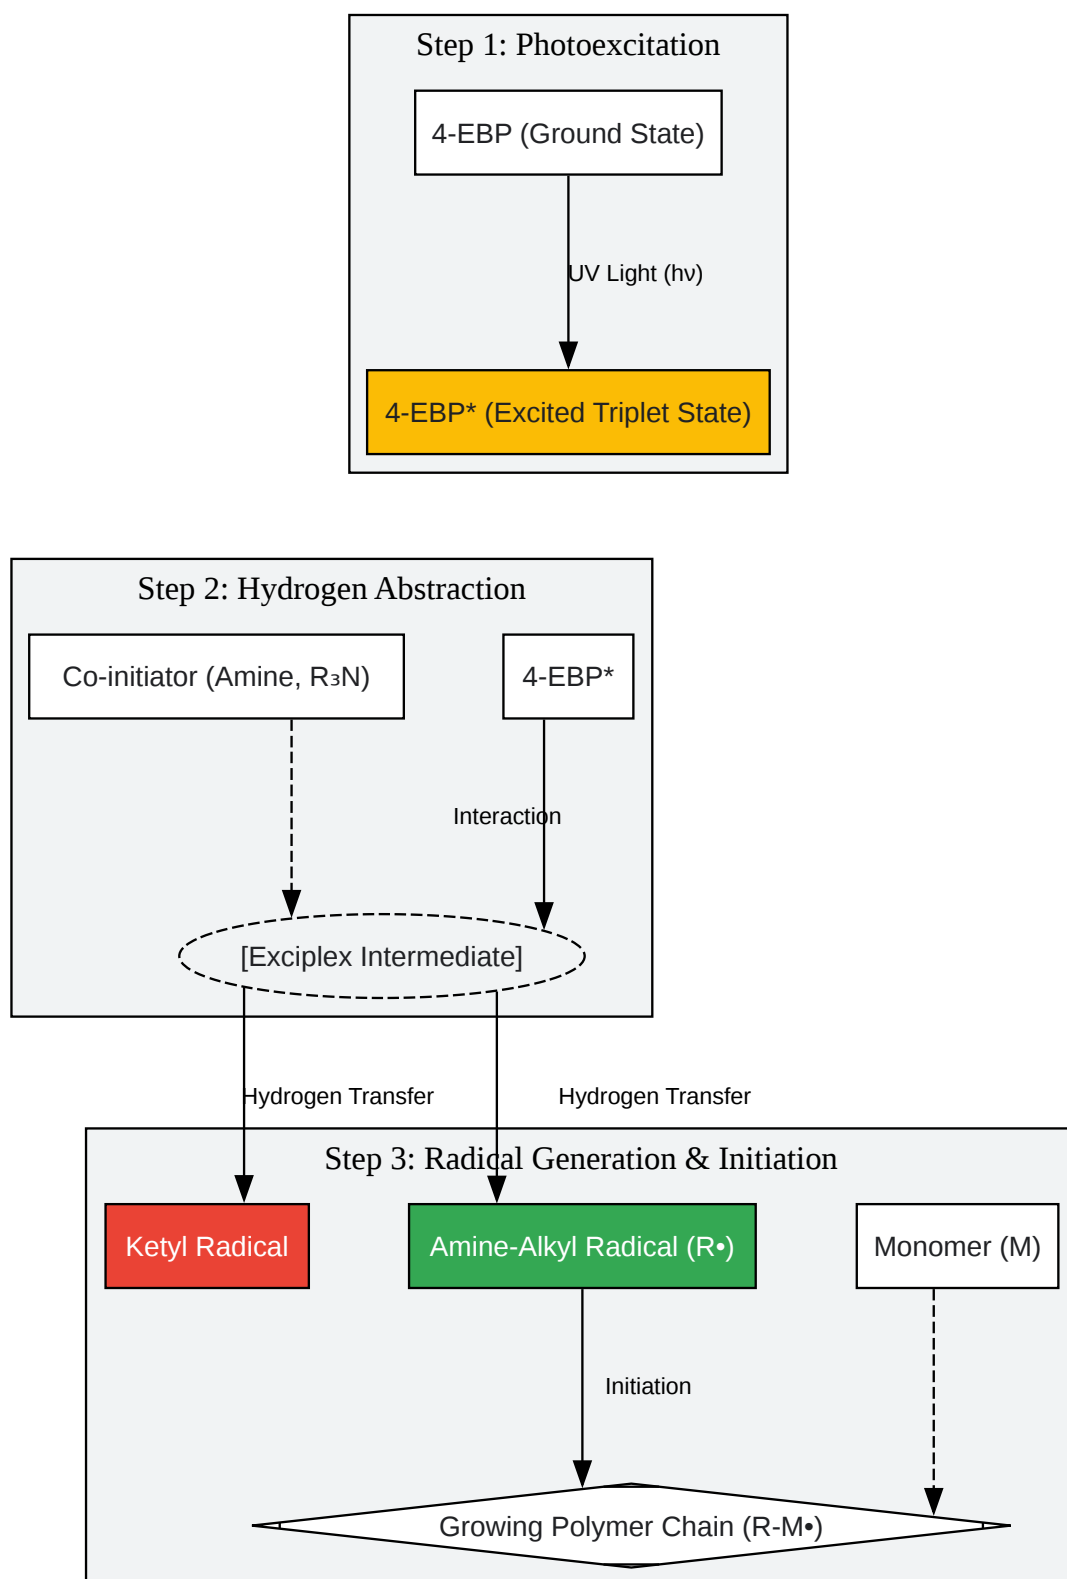 Step 1: Photoexcitation
4-EBP (Ground State)
UV Light (hν)
4-EBP* (Excited Triplet State)
Step 2: Hydrogen Abstraction
Co-initiator (Amine, R₃N)
4-EBP*
Interaction
[Exciplex Intermediate]
Hydrogen Transfer
Hydrogen Transfer
Step 3: Radical Generation & Initiation
Ketyl Radical
Amine-Alkyl Radical (R•)
Monomer (M)
Initiation
Growing Polymer Chain (R-M•)